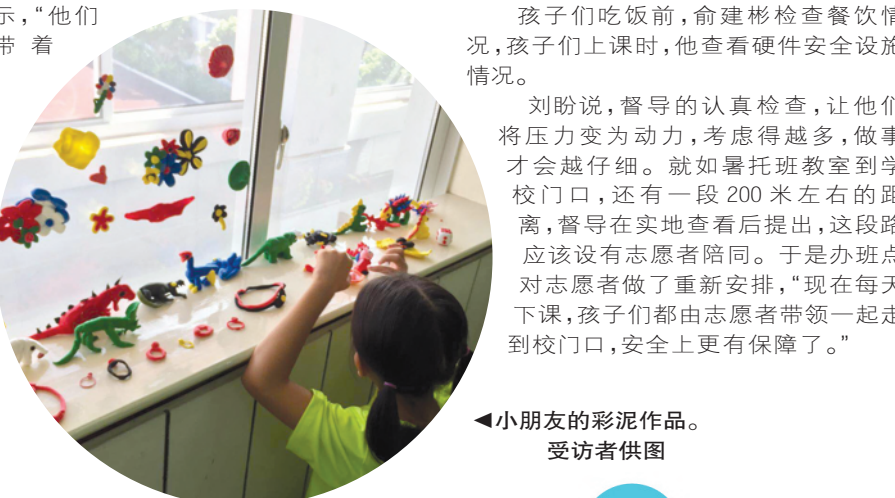 示，“他们
带着
孩子们吃饭前，俞建彬检查餐饮情
况，孩子们上课时，他查看硬件安全设施
情况。
刘盼说，督导的认真检查，让他们
将压力变为动力，考虑得越多，做事
才会越仔细。就如暑托班教室到学
校门口，还有一段200米左右的距
离，督导在实地查看后提出，这段路
应该设有志愿者陪同。于是办班点
对志愿者做了重新安排，“现在每天
下课，孩子们都由志愿者带领一起走
到校门口，安全上更有保障了。”
◀小朋友的彩泥作品。
受访者供图